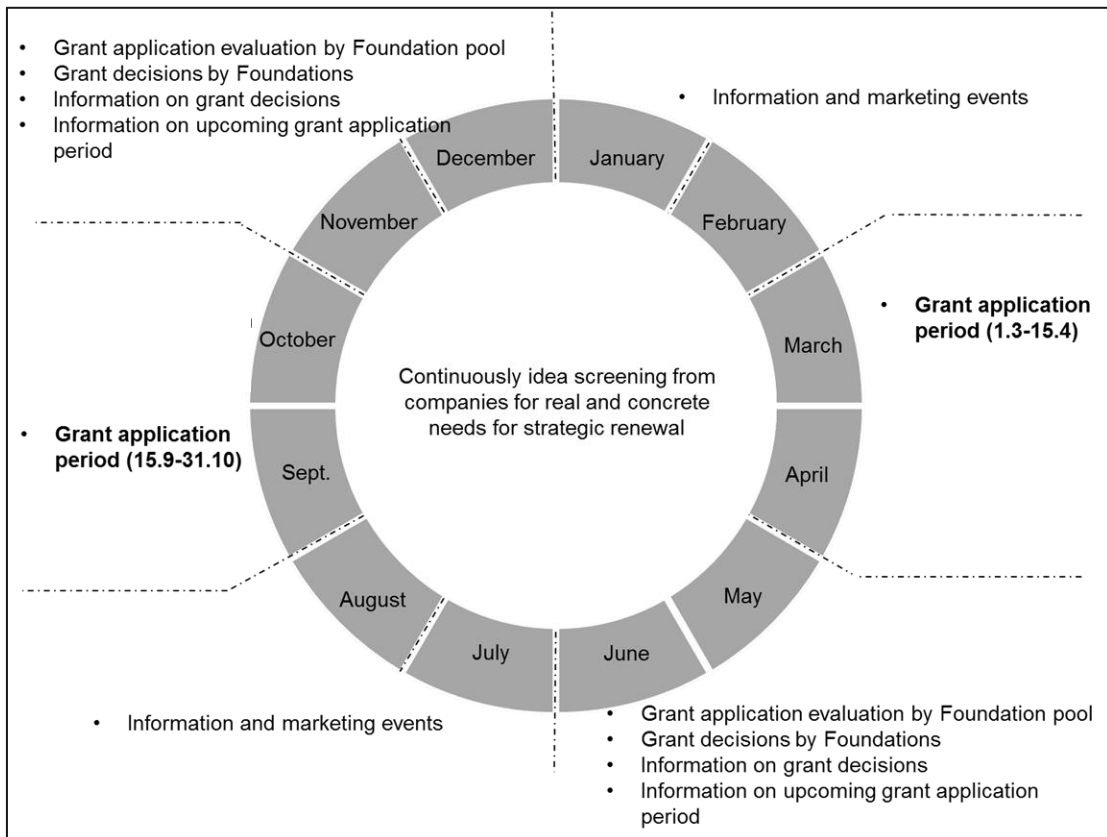 • Grant application evaluation by Foundation pool
• Grant decisions by Foundations
• Information on grant decisions
• Information on upcoming grant application
period
• Information and marketing events
December
January
November
February
• Grant application
period (1.3-15.4)
October
March
Continuously idea screening from
companies for real and concrete
needs for strategic renewal
• Grant application
period (15.9-31.10)
Sept.
April
August
May
July
June
• Information and marketing events
• Grant application evaluation by Foundation pool
• Grant decisions by Foundations
• Information on grant decisions
• Information on upcoming grant application
period